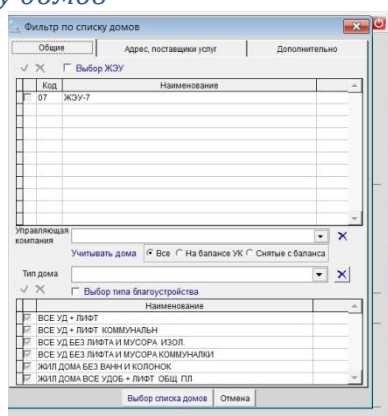 Фильтр по списку домов
Общие Адрес, поставщики услуг Дополнительно
Выбор ЖЭУ
Код Наименование
07 ЖЭУ-7
Управляющая компания
Учитывать дома Все На балансе УК Снятые с баланса
Тип дома
Выбор типа благоустройства
Наименование
ВСЕ УД + ЛИФТ
ВСЕ УД + ЛИФТ КОММУНАЛЬН
ВСЕ УД БЕЗ ЛИФТА И МУСОРА ИЗОЛ.
ВСЕ УД БЕЗ ЛИФТА И МУСОРА КОММУНАЛКИ
ЖИЛ ДОМА БЕЗ ВАНН И КОЛОНОК
ЖИЛ ДОМА ВСЕ УДОБ + ЛИФТ ОБЩ ПЛ
Выбор списка домов Отмена